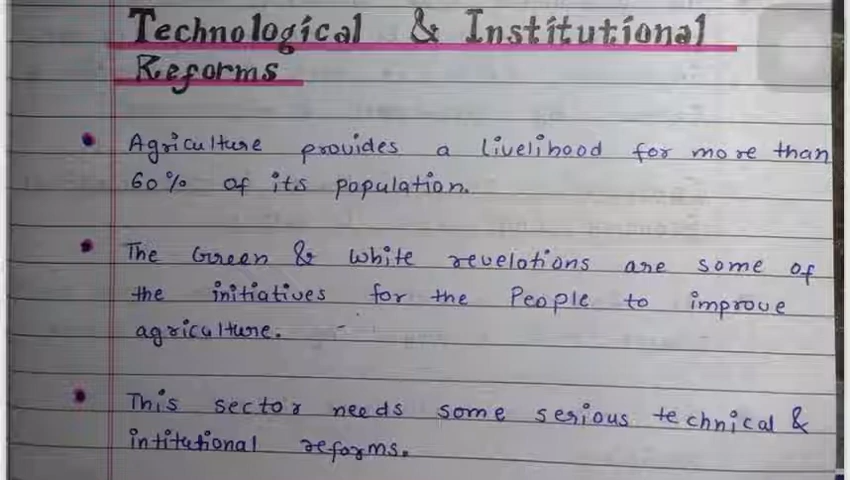 Technological & Institutional
Reforms
• Agriculture provides a livelihood for more than
60% of its population.
• The Green & White revelotions are some of
the initiatives for the People to improve
agriculture.
• This sector needs some serious technical &
intitutional reforms.